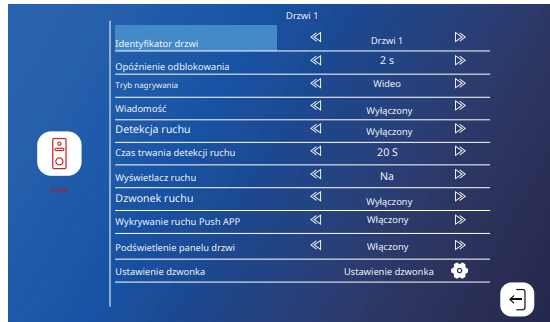 Drzwi 1
Identyfikator drzwi Drzwi 1
Opóźnienie odblokowania 2 s
Tryb nagrywania Wideo
Wiadomość Wyłączony
Detekcja ruchu Wyłączony
Czas trwania detekcji ruchu 20 S
Wyświetlacz ruchu Na
Dzwonek ruchu Wyłączony
Wykrywanie ruchu Push APP Włączony
Podświetlenie panelu drzwi Włączony
Ustawienie dzwonka Ustawienie dzwonka